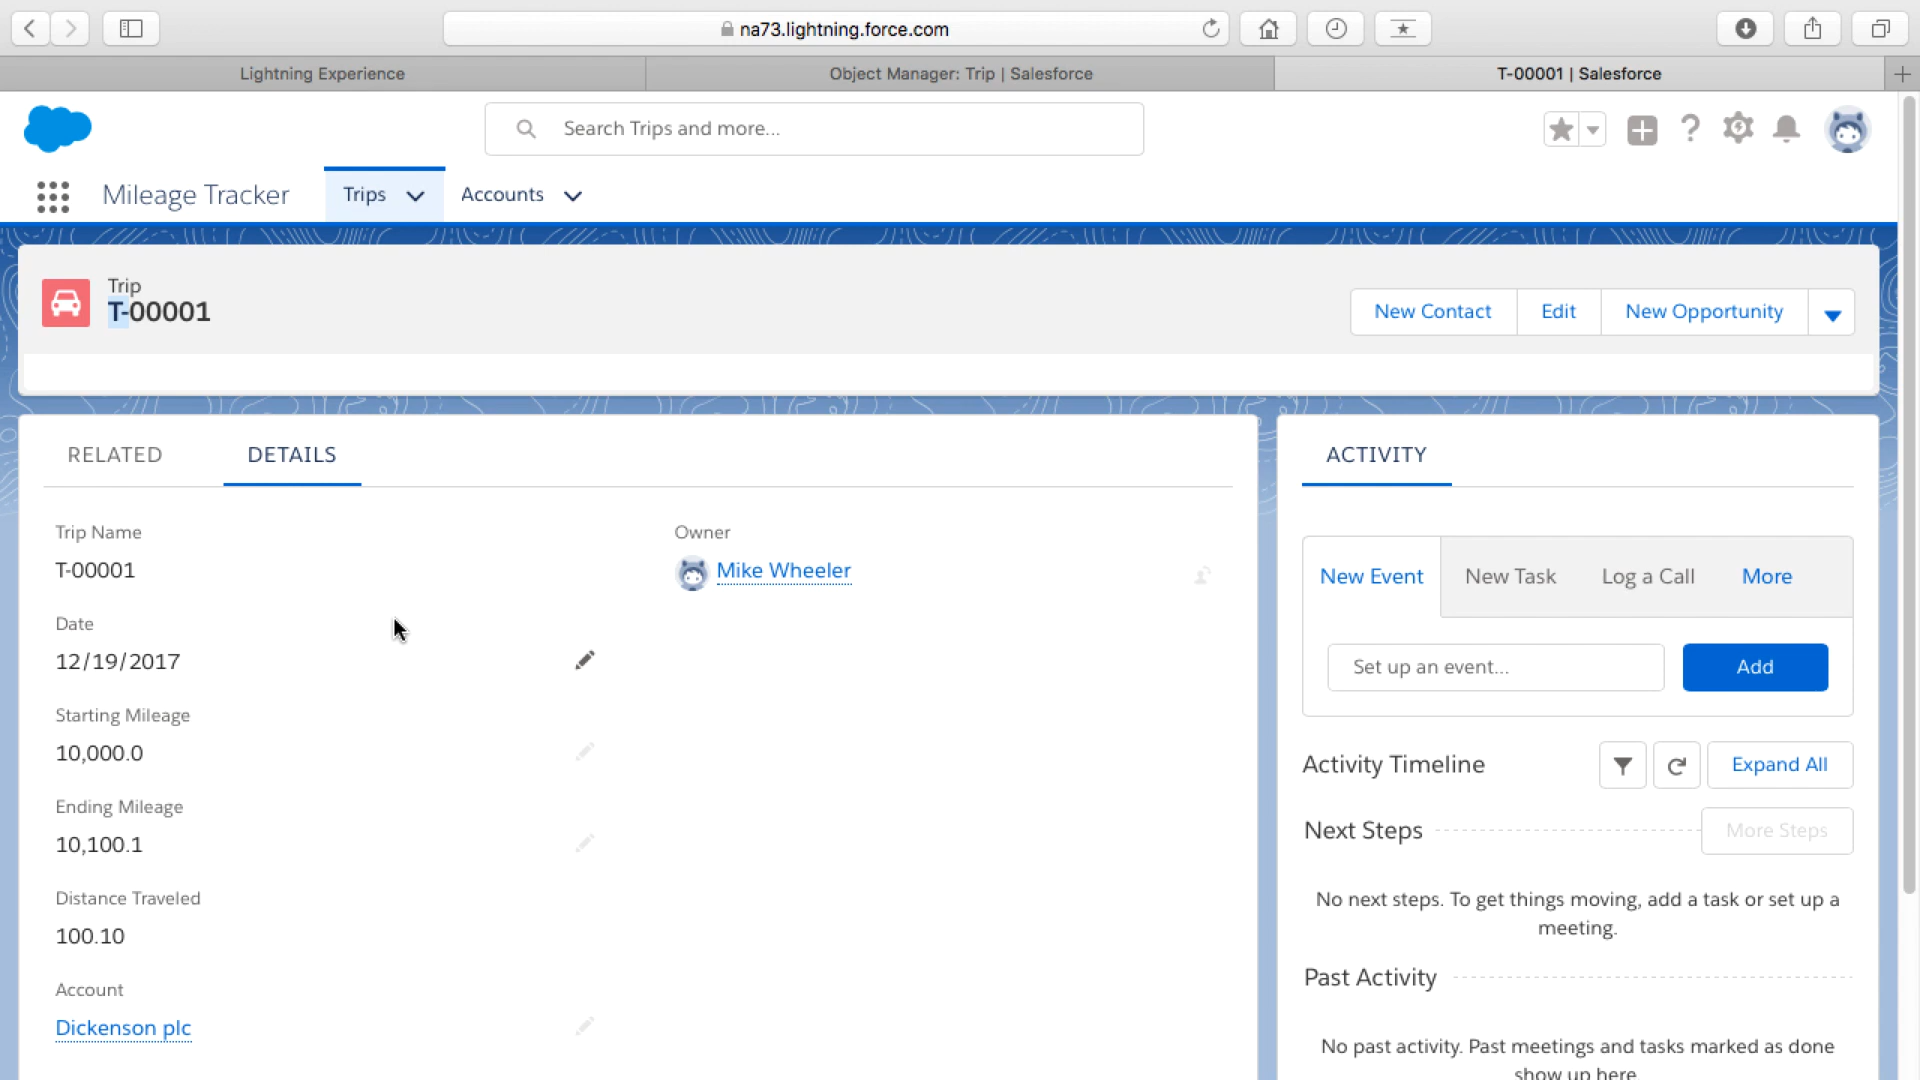 na73.lightning.force.com
Lightning Experience
Object Manager: Trip | Salesforce
T-00001 | Salesforce
Search Trips and more...
Mileage Tracker
Trips
Accounts
Trip
T-00001
New Contact
Edit
New Opportunity
RELATED
DETAILS
Trip Name
T-00001
Owner
Mike Wheeler
Date
12/19/2017
Starting Mileage
10,000.0
Ending Mileage
10,100.1
Distance Traveled
100.10
Account
Dickenson plc
ACTIVITY
New Event
New Task
Log a Call
More
Set up an event...
Add
Activity Timeline
Expand All
Next Steps
More Steps
No next steps. To get things moving, add a task or set up a
meeting.
Past Activity
No past activity. Past meetings and tasks marked as done
show up here.